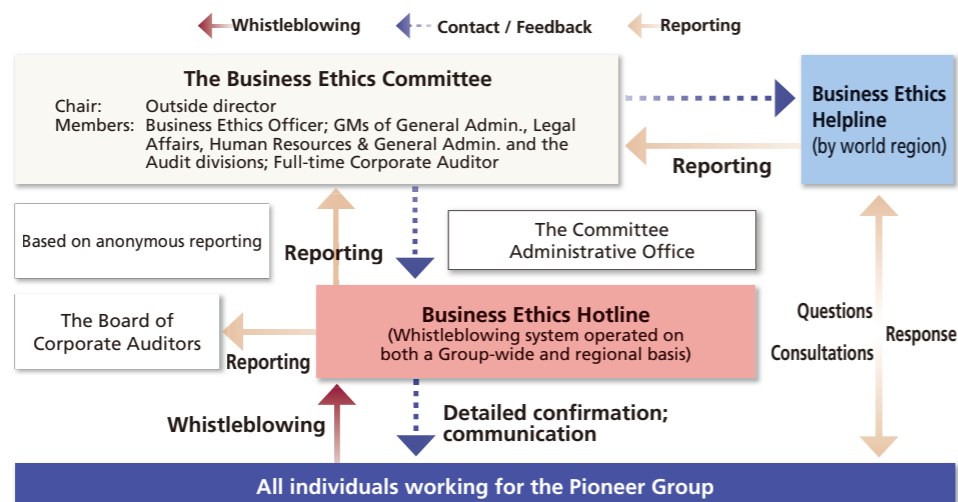 Whistleblowing
Contact / Feedback
Reporting
The Business Ethics Committee
Chair: Outside director
Members: Business Ethics Officer; GMs of General Admin., Legal
Affairs, Human Resources & General Admin. and the
Audit divisions; Full-time Corporate Auditor
Business Ethics
Helpline
(by world region)
Reporting
Based on anonymous reporting
Reporting
The Committee
Administrative Office
The Board of
Corporate Auditors
Reporting
Business Ethics Hotline
(Whistleblowing system operated on
both a Group-wide and regional basis)
Questions
Consultations
Response
Whistleblowing
Detailed confirmation;
communication
All individuals working for the Pioneer Group